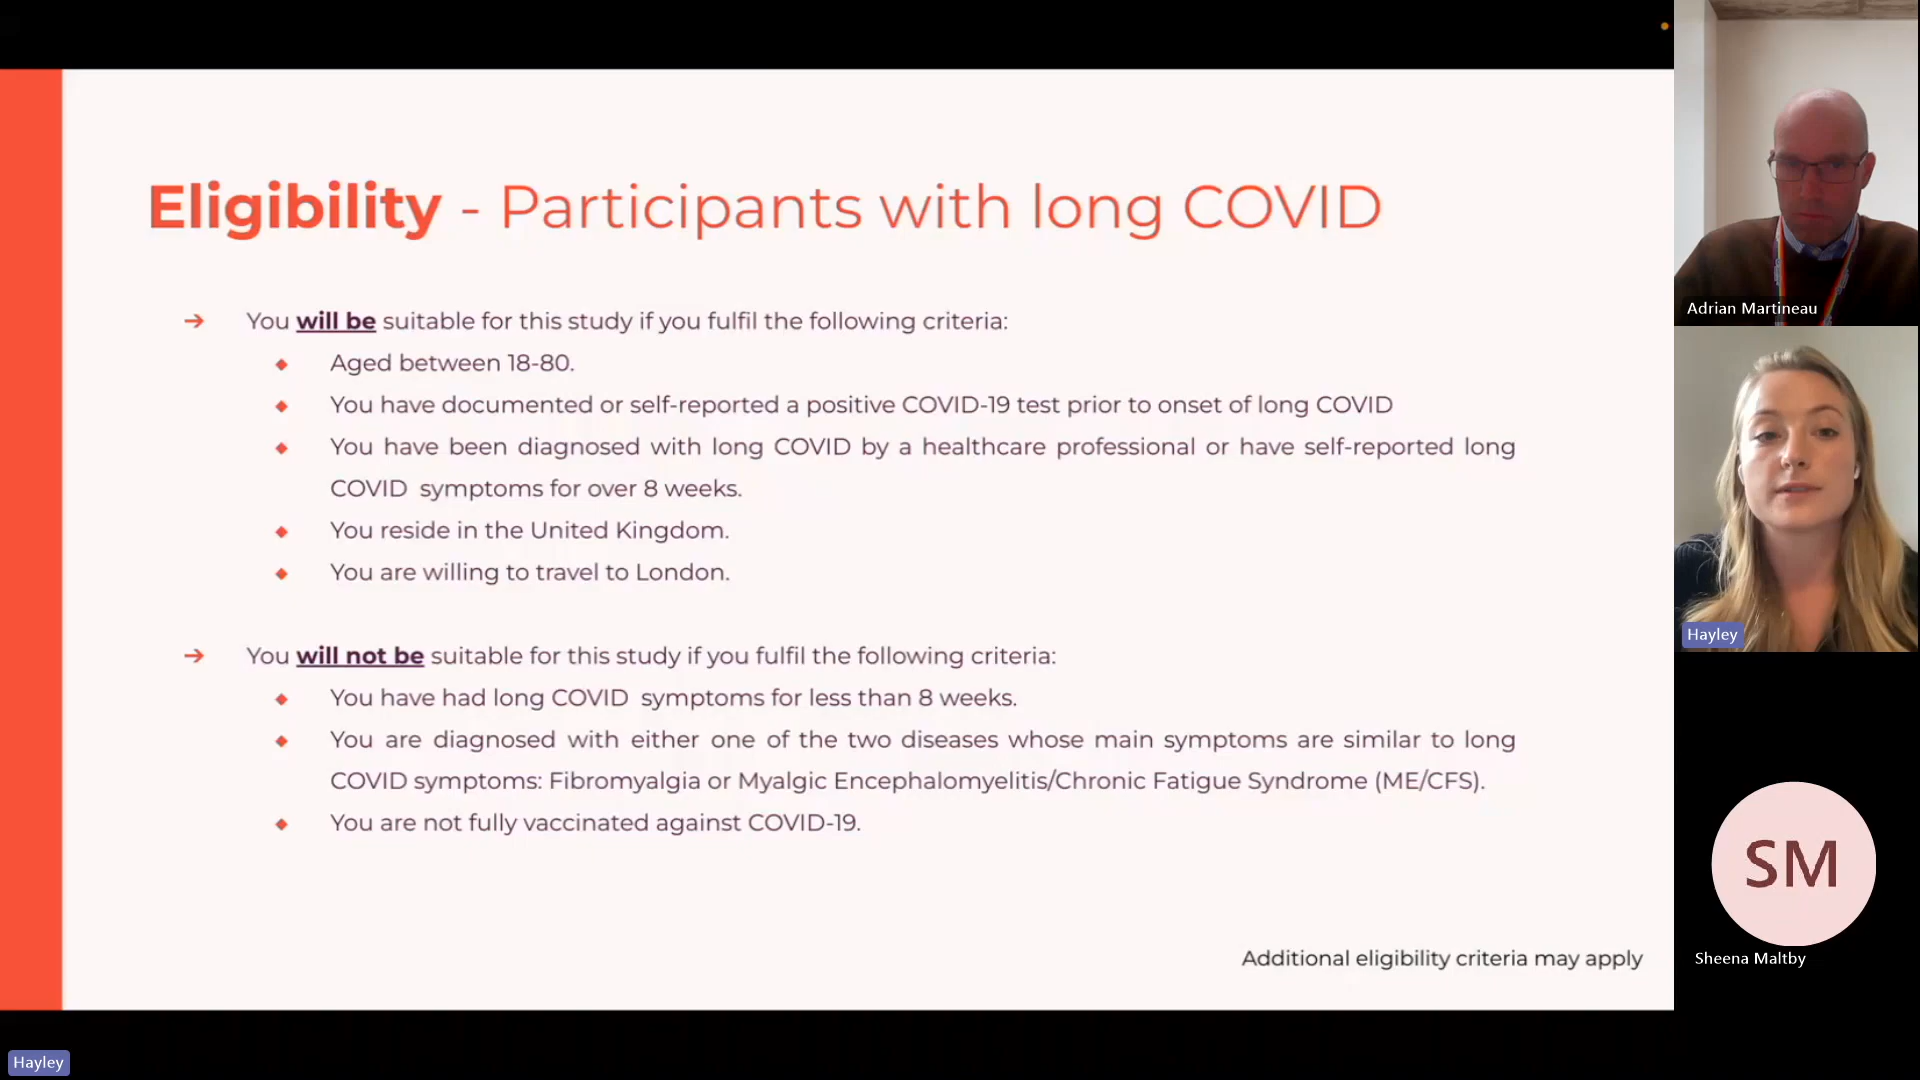 Eligibility - Participants with long COVID
➔ You will be suitable for this study if you fulfil the following criteria:
◆ Aged between 18-80.
◆ You have documented or self-reported a positive COVID-19 test prior to onset of long COVID
◆ You have been diagnosed with long COVID by a healthcare professional or have self-reported long
COVID symptoms for over 8 weeks.
◆ You reside in the United Kingdom.
◆ You are willing to travel to London.
➔ You will not be suitable for this study if you fulfil the following criteria:
◆ You have had long COVID symptoms for less than 8 weeks.
◆ You are diagnosed with either one of the two diseases whose main symptoms are similar to long
COVID symptoms: Fibromyalgia or Myalgic Encephalomyelitis/Chronic Fatigue Syndrome (ME/CFS).
◆ You are not fully vaccinated against COVID-19.
Additional eligibility criteria may apply
Adrian Martineau
Hayley
SM
Sheena Maltby
Hayley